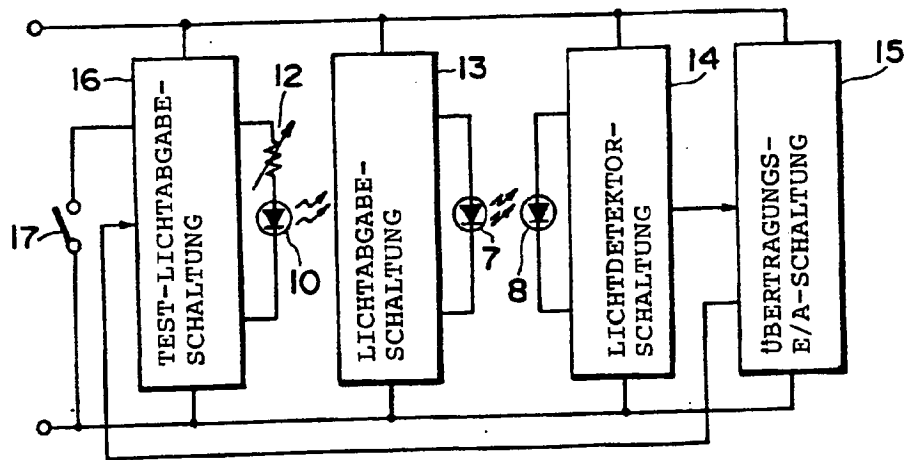 16
TEST-LICHTABGABE-
SCHALTUNG
12
10
17
13
LICHTABGABE-
SCHALTUNG
7
8
14
LICHTDETEKTOR-
SCHALTUNG
15
ÜBERTRAGUNGS-
E/A-SCHALTUNG